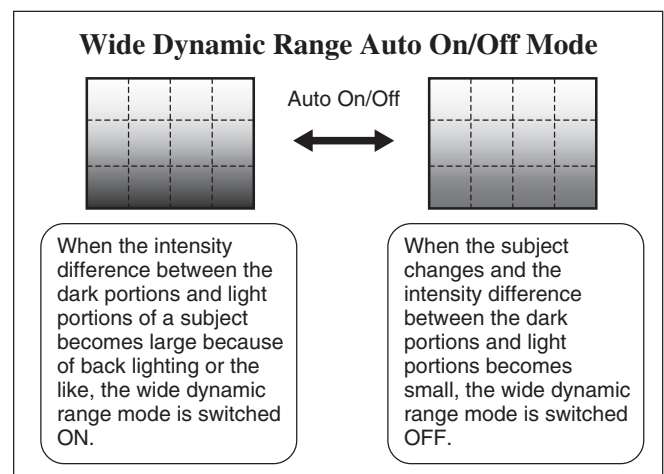 Wide Dynamic Range Auto On/Off Mode
Auto On/Off
When the intensity
difference between the
dark portions and light
portions of a subject
becomes large because
of back lighting or the
like, the wide dynamic
range mode is switched
ON.
When the subject
changes and the
intensity difference
between the dark
portions and light
portions becomes
small, the wide dynamic
range mode is switched
OFF.